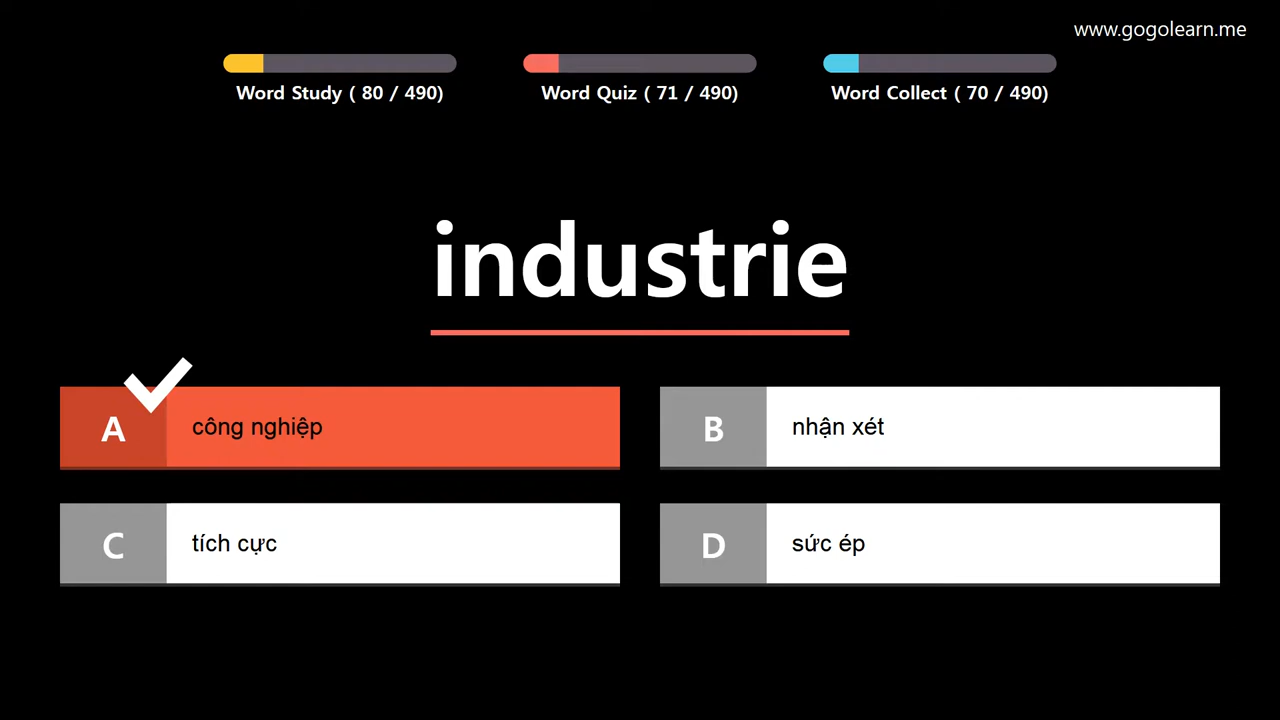 www.gogolearn.me
Word Study ( 80 / 490)
Word Quiz ( 71 / 490)
Word Collect ( 70 / 490)
industrie
A công nghiệp
B nhận xét
C tích cực
D sức ép